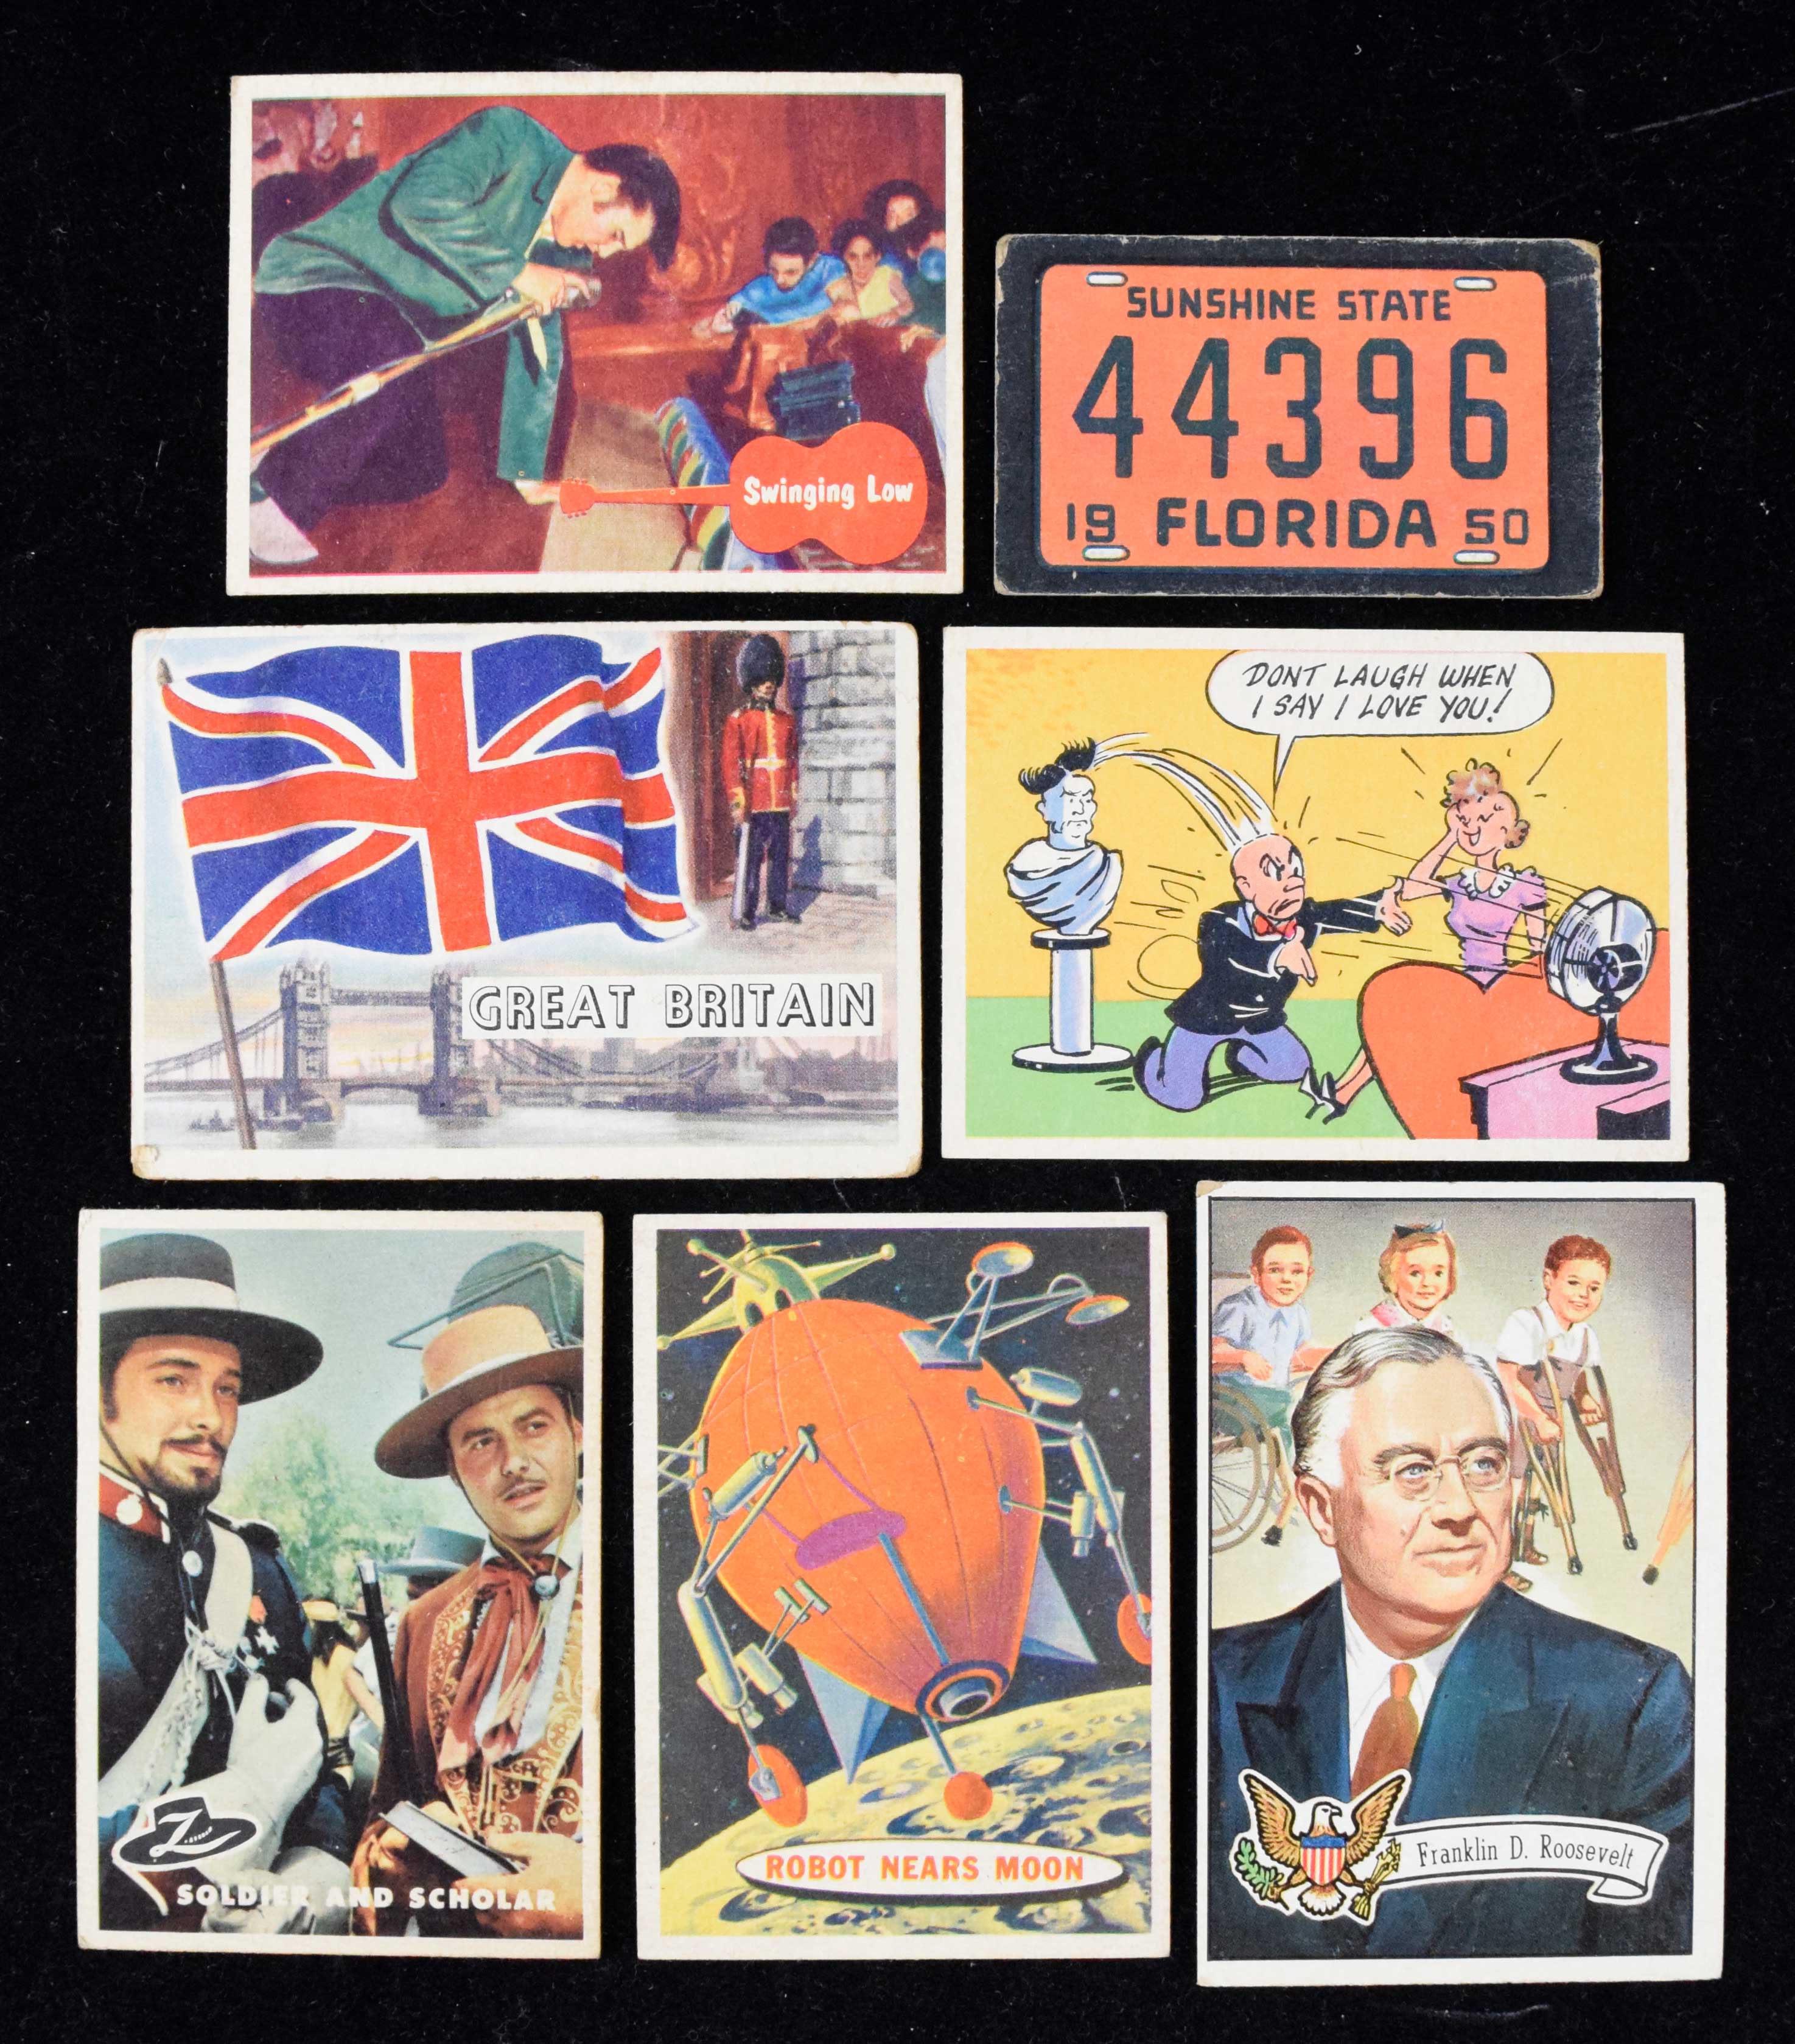 Swinging Low
SUNSHINE STATE
44396
19 FLORIDA 50
GREAT BRITAIN
DONT LAUGH WHEN
I SAY I LOVE YOU!
Z
SOLDIER AND SCHOLAR
ROBOT NEARS MOON
Franklin D. Roosevelt